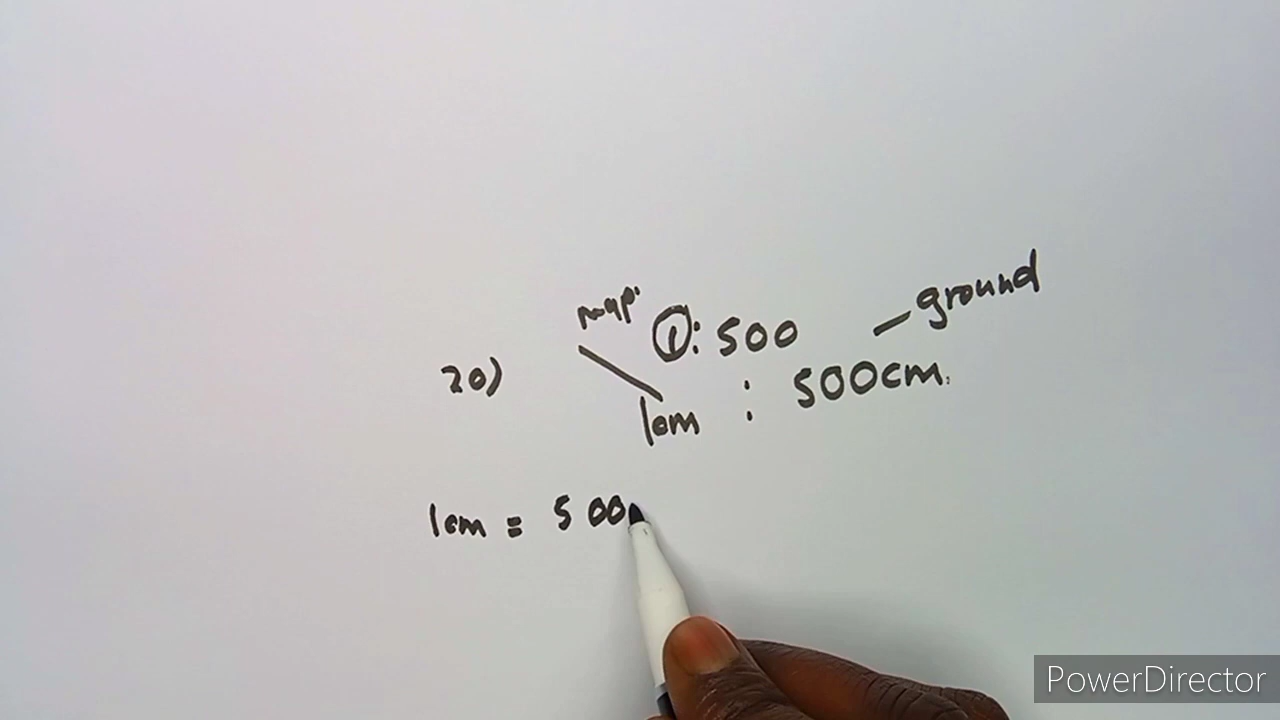 map. ground
1:500
20)
1cm : 500cm.
1cm = 500
PowerDirector